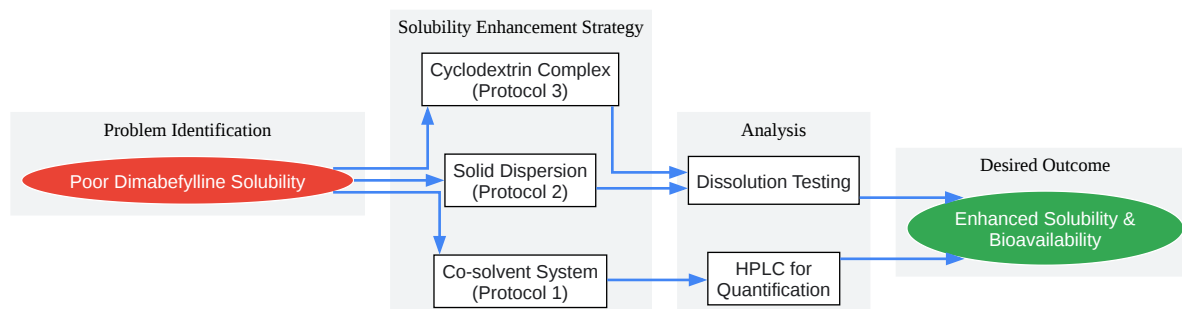 Problem Identification
Poor Dimabefylline Solubility
Solubility Enhancement Strategy
Cyclodextrin Complex
(Protocol 3)
Solid Dispersion
(Protocol 2)
Co-solvent System
(Protocol 1)
Analysis
Dissolution Testing
HPLC for
Quantification
Desired Outcome
Enhanced Solubility &
Bioavailability